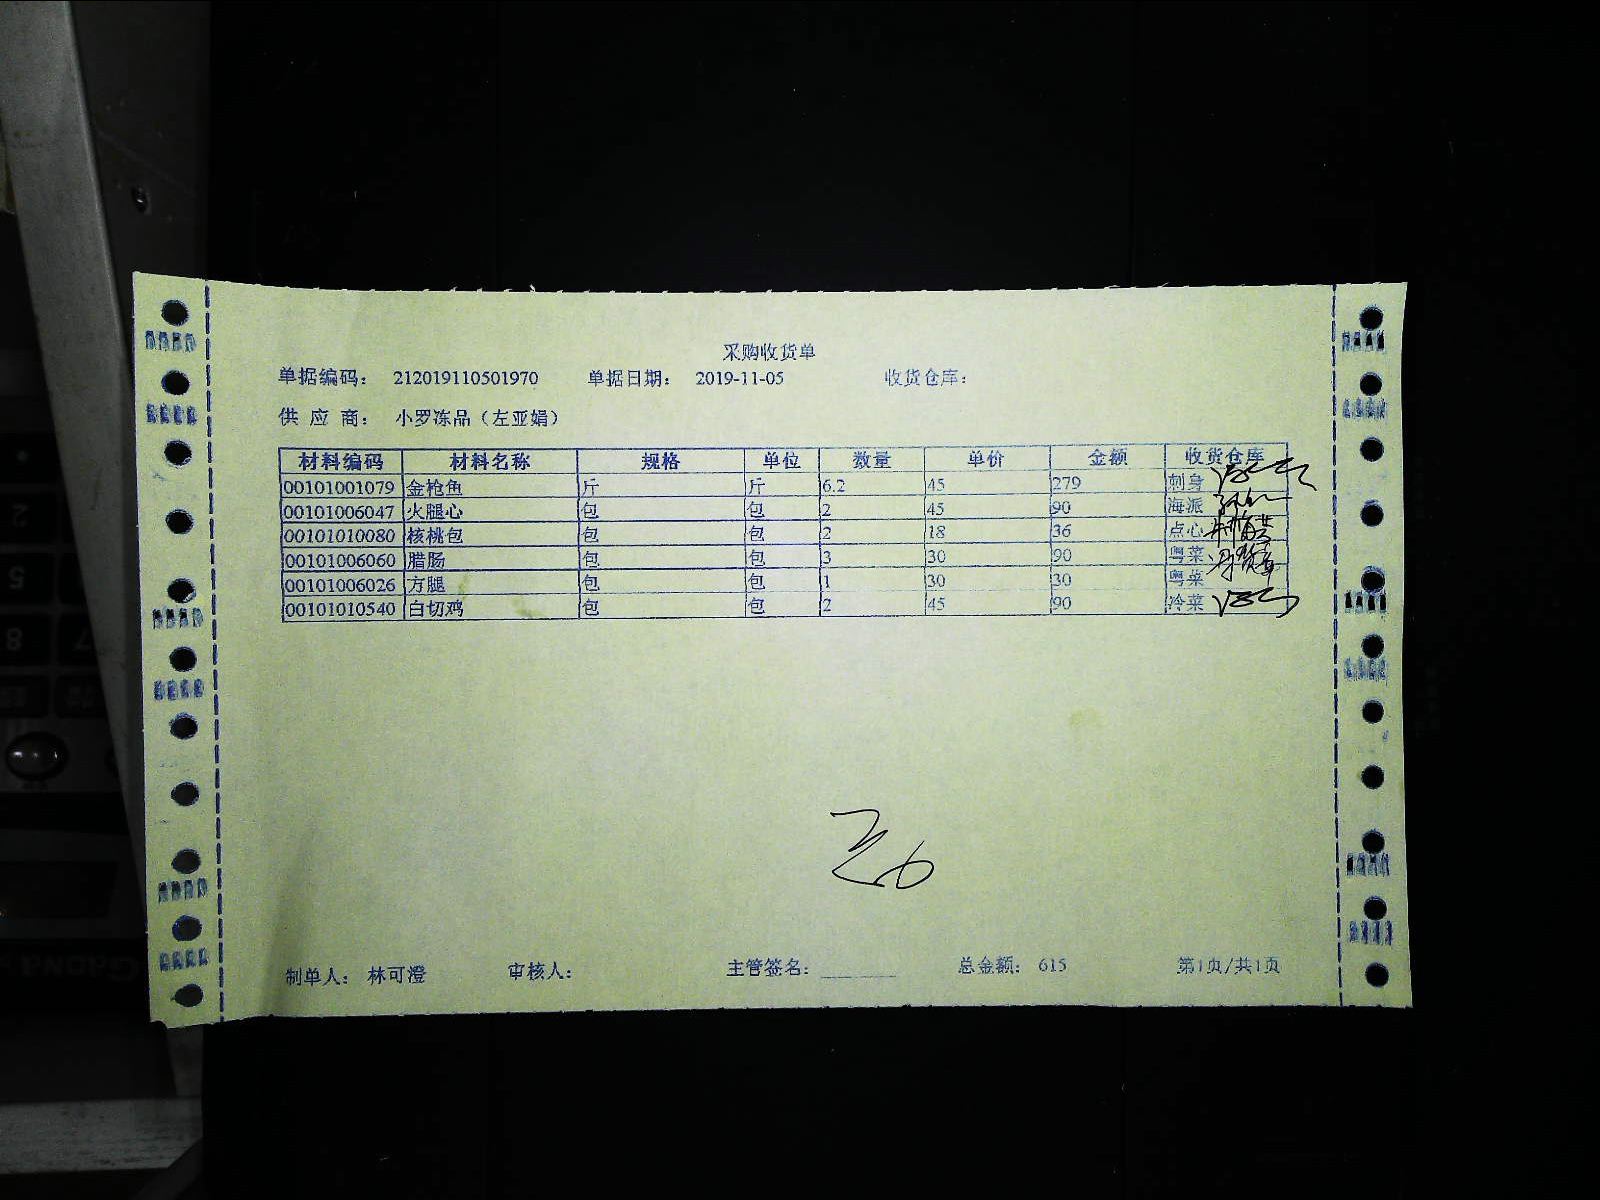 采购收货单
单据编码： 212019110501970 单据日期： 2019-11-05 收货仓库：
供 应 商： 小罗冻品（左亚娟）
材料编码 材料名称 规格 单位 数量 单价 金额 收货仓库
00101001079 金枪鱼 斤 斤 6.2 45 279 刺身
00101006047 火腿心 包 包 2 45 90 海派
00101010080 核桃包 包 包 2 18 36 点心
00101006060 腊肠 包 包 3 30 90 粤菜
00101006026 方腿 包 包 1 30 30 粤菜
00101010540 白切鸡 包 包 2 45 90 冷菜
制单人： 林可澄 审核人： 主管签名： 总金额： 615 第1页/共1页